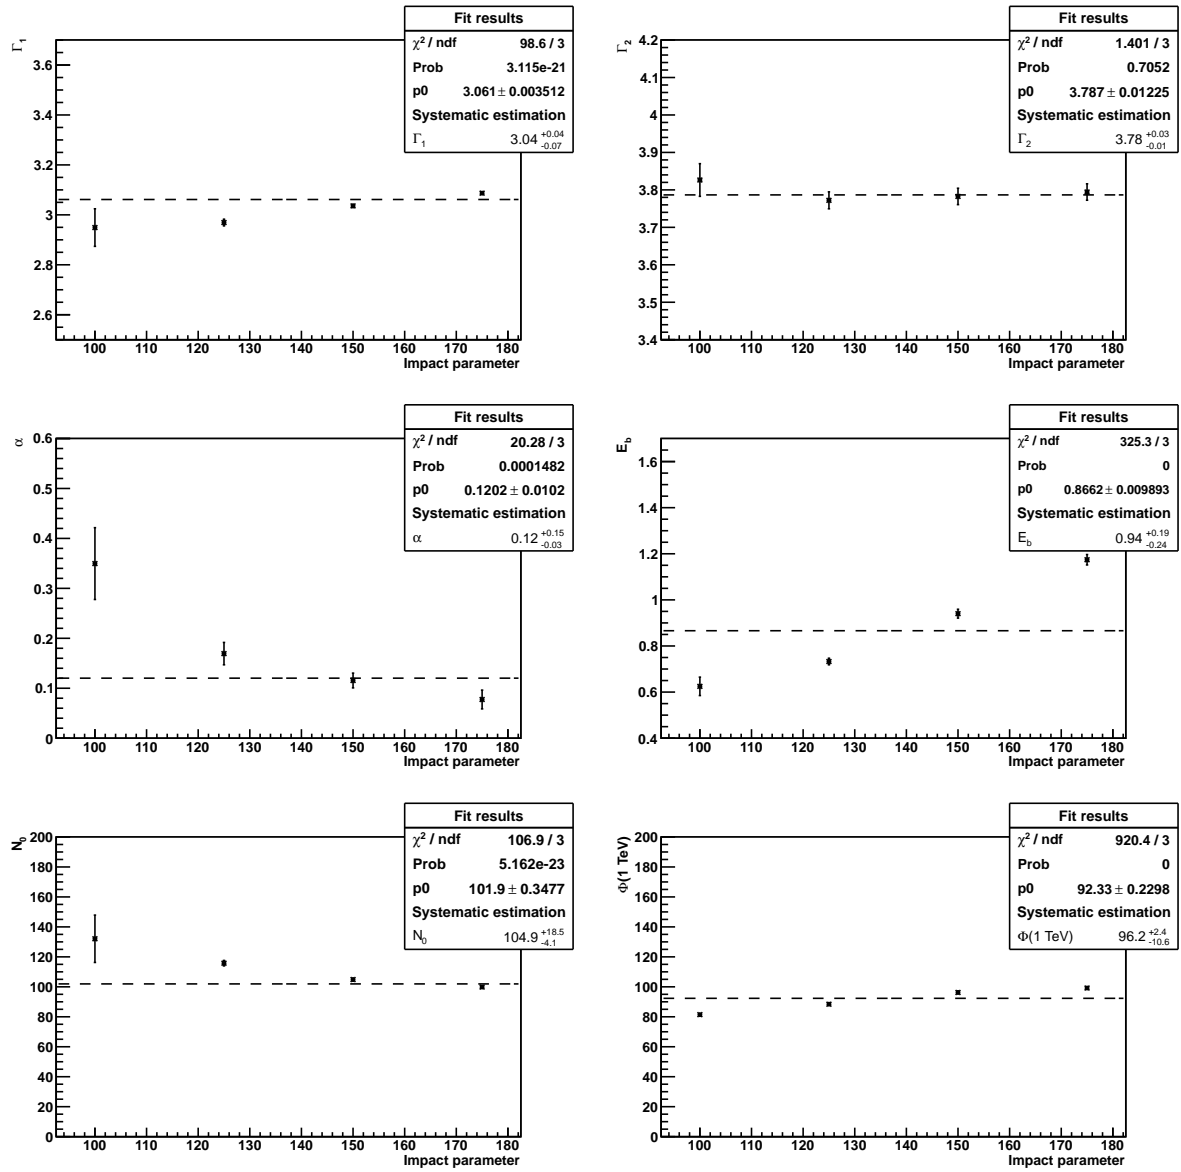 Γ1
3.6
3.4
3.2
3
2.8
2.6
100 110 120 130 140 150 160 170 180
Impact parameter
Fit results
χ2 / ndf 98.6 / 3
Prob 3.115e-21
p0 3.061 ± 0.003512
Systematic estimation
Γ1 3.04 +0.04 -0.07
Γ2
4.2
4.1
4
3.9
3.8
3.7
3.6
3.5
3.4
100 110 120 130 140 150 160 170 180
Impact parameter
Fit results
χ2 / ndf 1.401 / 3
Prob 0.7052
p0 3.787 ± 0.01225
Systematic estimation
Γ2 3.78 +0.03 -0.01
α
0.6
0.5
0.4
0.3
0.2
0.1
0
100 110 120 130 140 150 160 170 180
Impact parameter
Fit results
χ2 / ndf 20.28 / 3
Prob 0.0001482
p0 0.1202 ± 0.0102
Systematic estimation
α 0.12 +0.15 -0.03
Eb
1.6
1.4
1.2
1
0.8
0.6
0.4
100 110 120 130 140 150 160 170 180
Impact parameter
Fit results
χ2 / ndf 325.3 / 3
Prob 0
p0 0.8662 ± 0.009893
Systematic estimation
Eb 0.94 +0.19 -0.24
N0
200
180
160
140
120
100
80
60
40
20
0
100 110 120 130 140 150 160 170 180
Impact parameter
Fit results
χ2 / ndf 106.9 / 3
Prob 5.162e-23
p0 101.9 ± 0.3477
Systematic estimation
N0 104.9 +18.5 -4.1
Φ(1 TeV)
200
180
160
140
120
100
80
60
40
20
0
100 110 120 130 140 150 160 170 180
Impact parameter
Fit results
χ2 / ndf 920.4 / 3
Prob 0
p0 92.33 ± 0.2298
Systematic estimation
Φ(1 TeV) 96.2 +2.4 -10.6